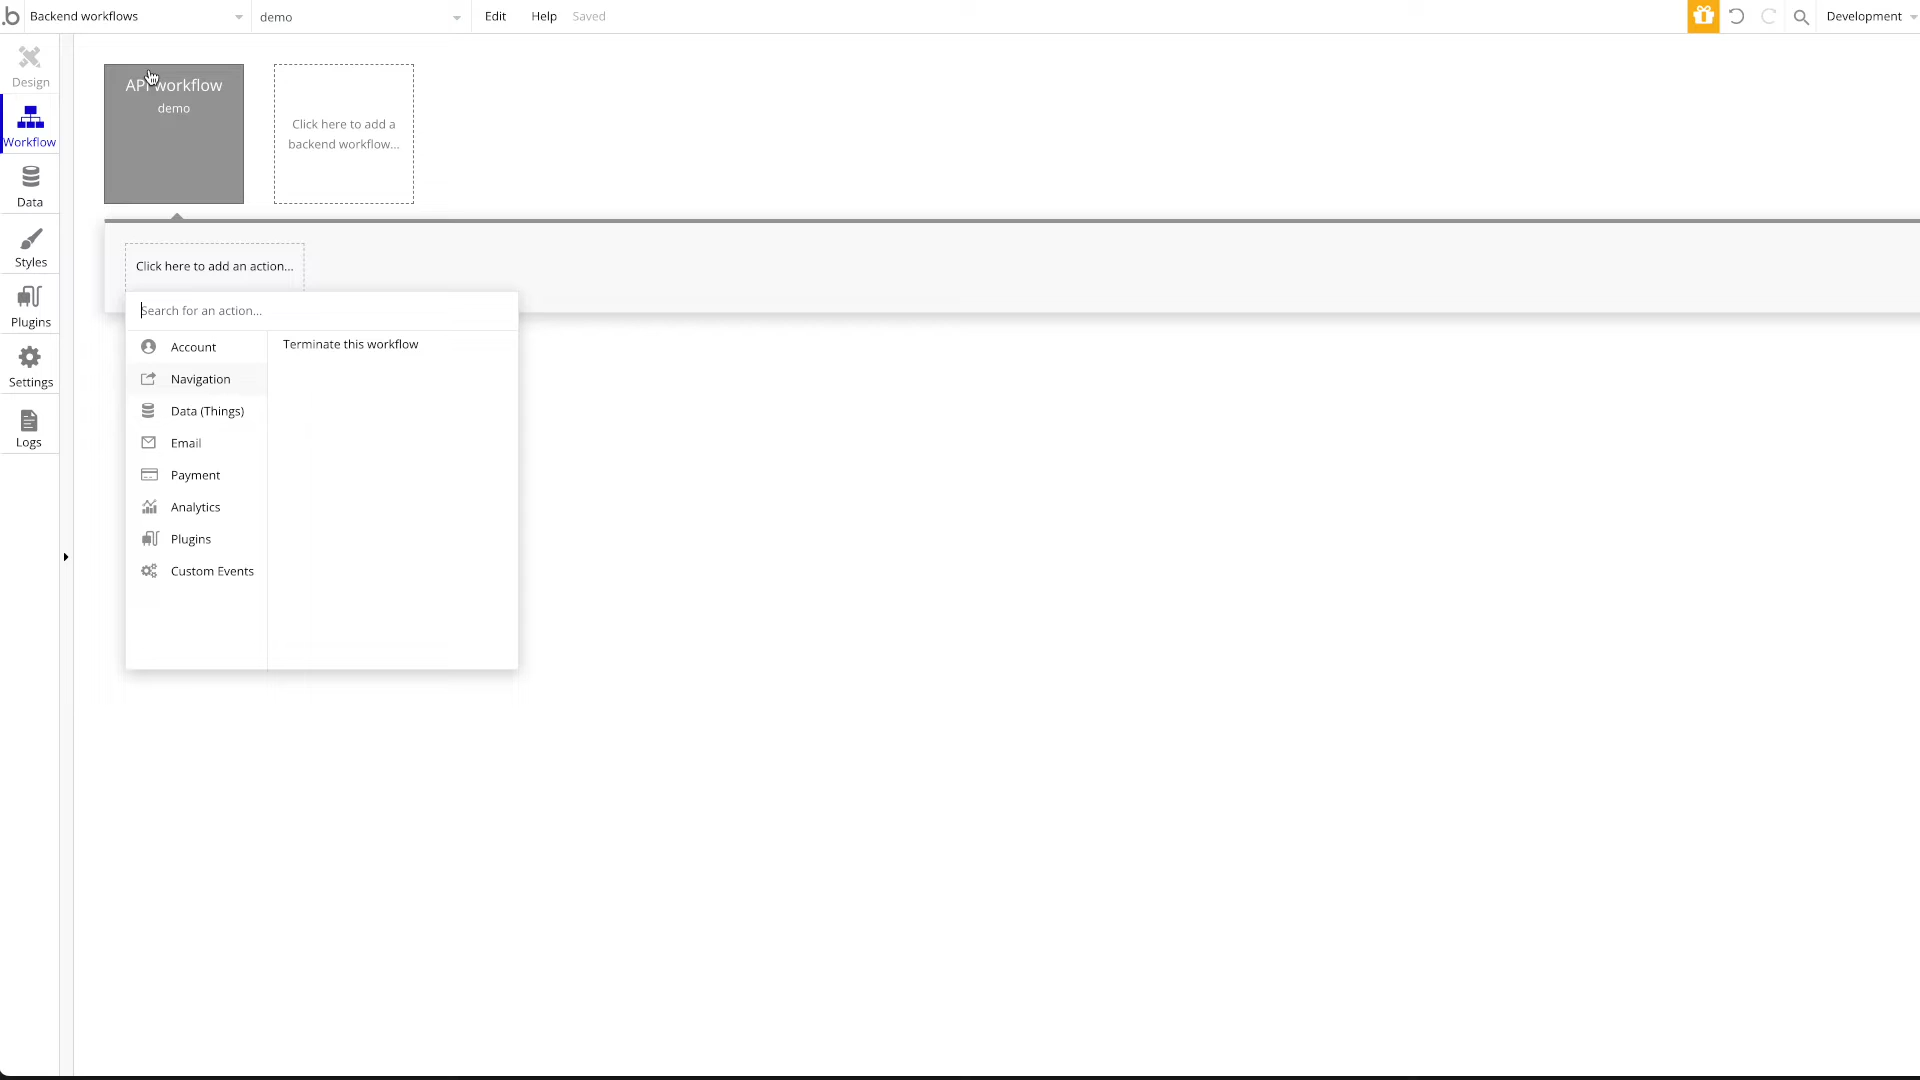 .b
Backend workflows
demo
Edit
Help
Saved
Development
Design
Workflow
Data
Styles
Plugins
Settings
Logs
API workflow
demo
Click here to add a
backend workflow...
Click here to add an action...
Search for an action...
Account
Navigation
Data (Things)
Email
Payment
Analytics
Plugins
Custom Events
Terminate this workflow